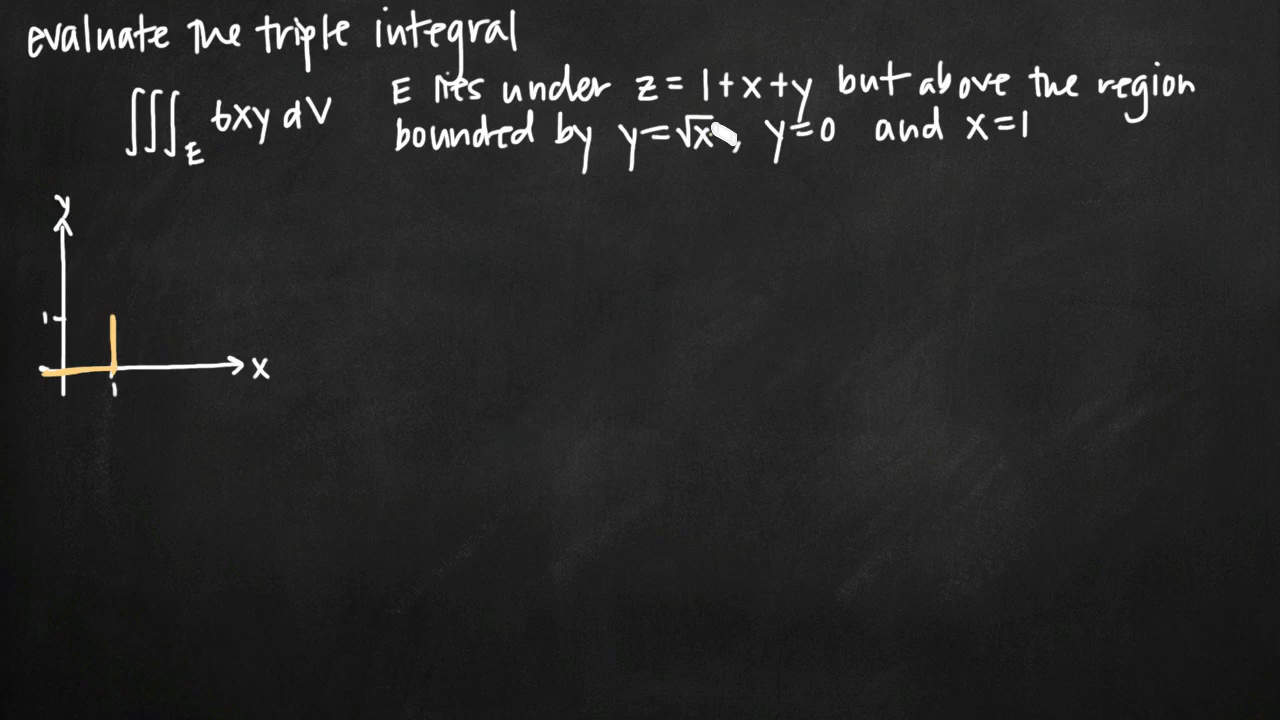 evaluate the triple integral
∭_E 6xy dV
E lies under z = 1+x+y but above the region
bounded by y=√x, y=0 and x=1
y
1
x
1